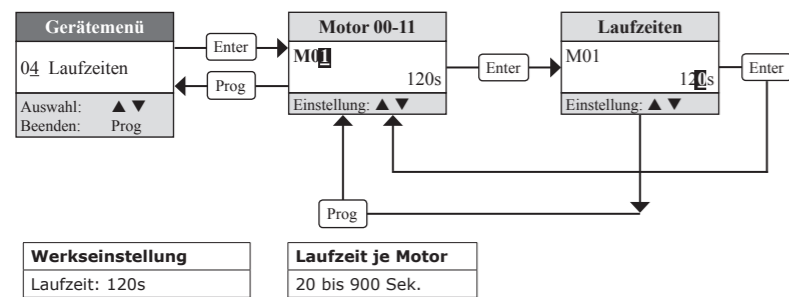 Gerätemenü
04 Laufzeiten
Auswahl: ▲ ▼
Beenden: Prog
Enter
Prog
Motor 00-11
M01
120s
Einstellung: ▲ ▼
Enter
Laufzeiten
M01
120s
Einstellung: ▲ ▼
Enter
Prog
Werkseinstellung
Laufzeit: 120s
Laufzeit je Motor
20 bis 900 Sek.